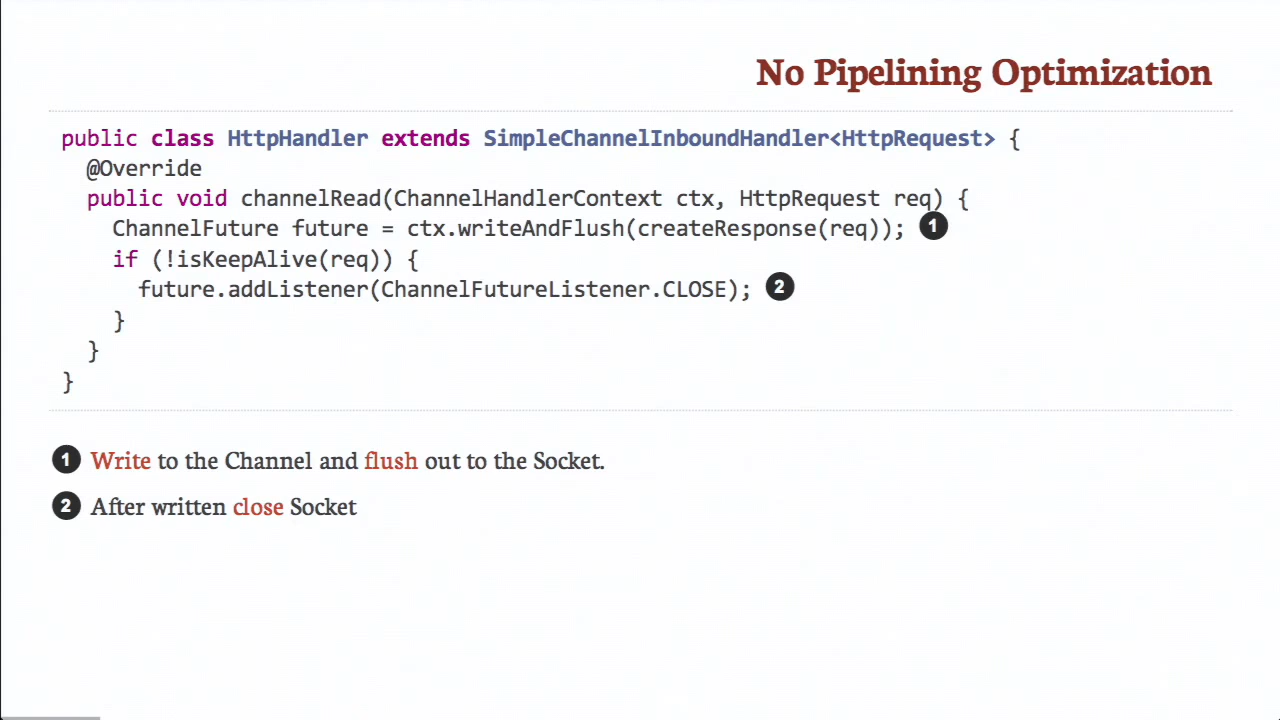 No Pipelining Optimization
public class HttpHandler extends SimpleChannelInboundHandler<HttpRequest> {
@Override
public void channelRead(ChannelHandlerContext ctx, HttpRequest req) {
ChannelFuture future = ctx.writeAndFlush(createResponse(req)); 1
if (!isKeepAlive(req)) {
future.addListener(ChannelFutureListener.CLOSE); 2
}
}
}
1 Write to the Channel and flush out to the Socket.
2 After written close Socket